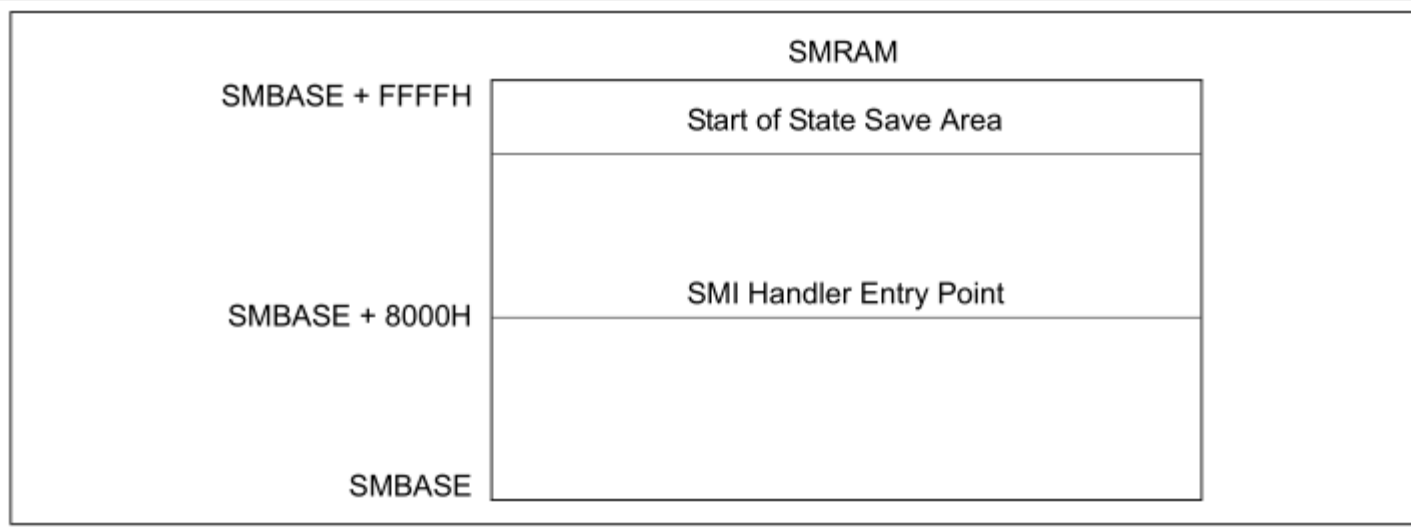 SMRAM
SMBASE + FFFFH
Start of State Save Area
SMI Handler Entry Point
SMBASE + 8000H
SMBASE